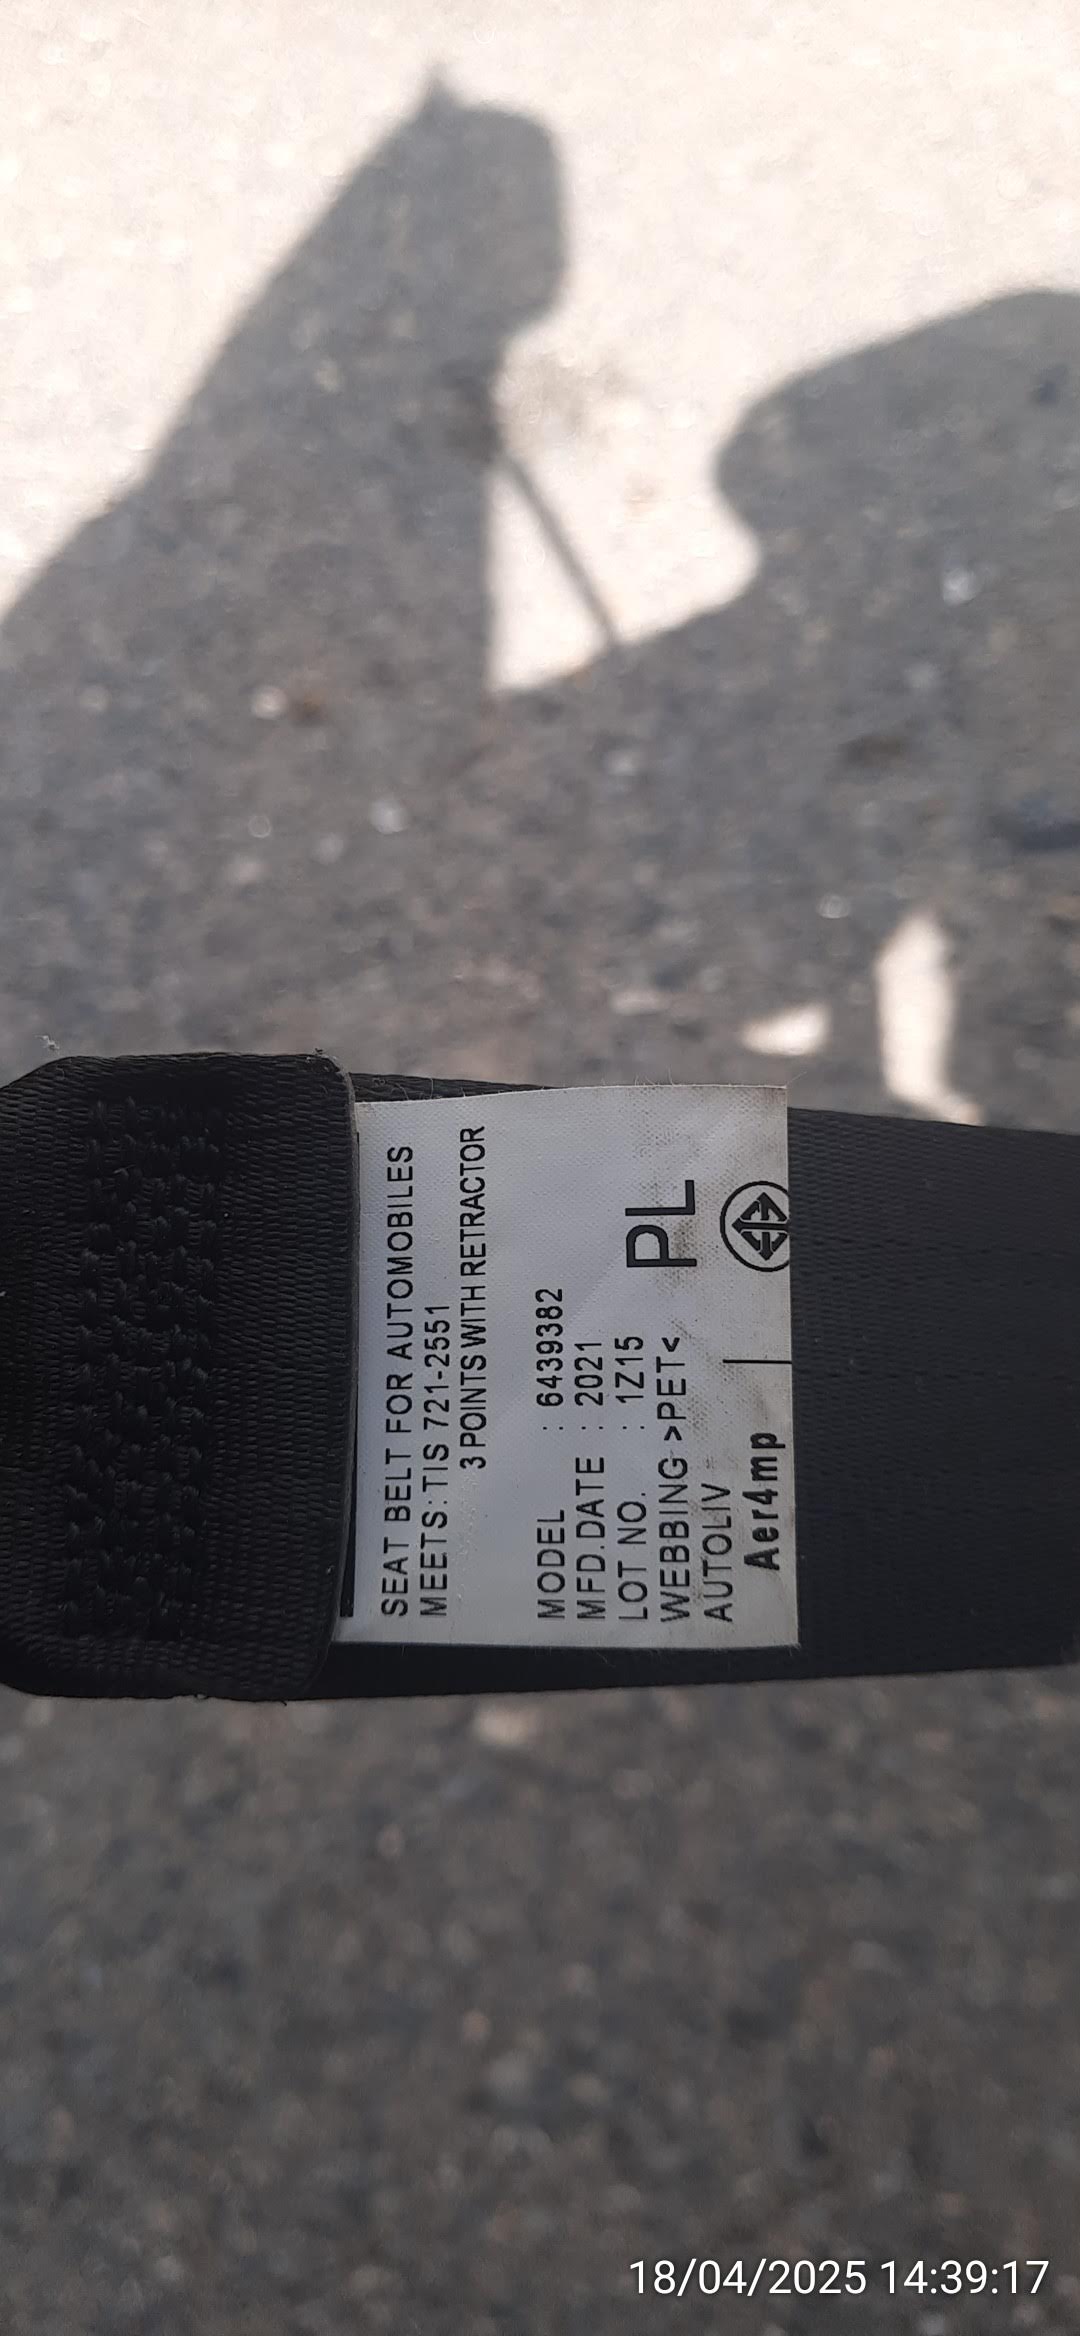 SEAT BELT FOR AUTOMOBILES
MEETS: TIS 721-2551
3 POINTS WITH RETRACTOR
MODEL : 6439382
MFD.DATE : 2021
LOT NO. : 1Z15
WEBBING >PET< PL
AUTOLIV
Aer4mp
18/04/2025 14:39:17